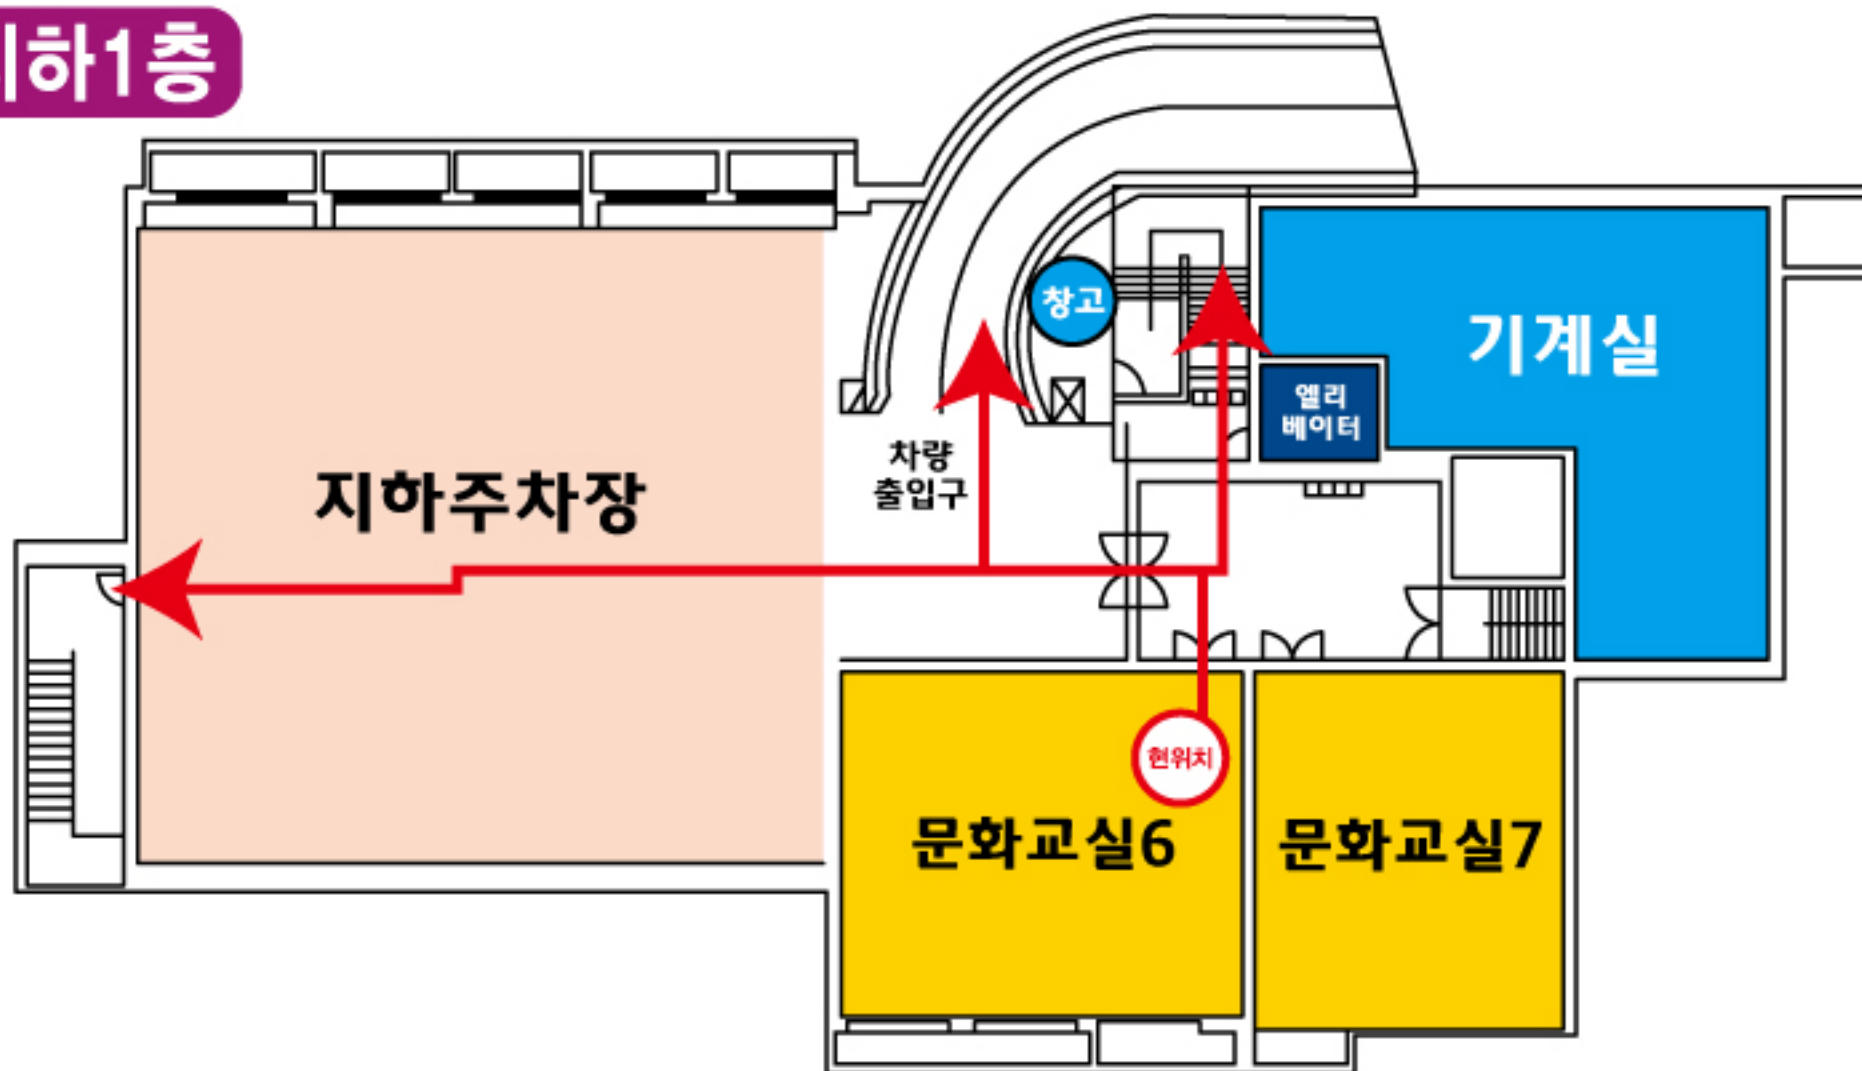 지하1층
창고
기계실
엘리
베이터
차량
출입구
지하주차장
현위치
문화교실6
문화교실7